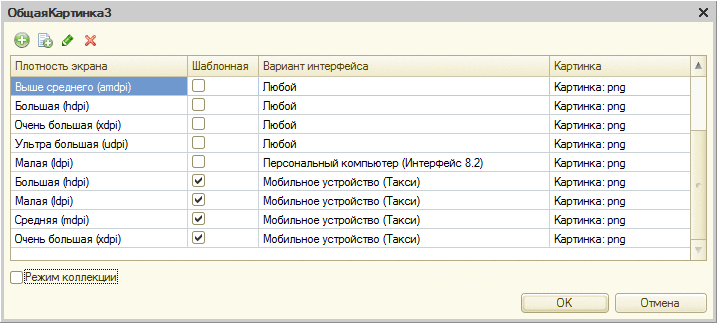 ОбщаяКартинка3
Плотность экрана Шаблонная Вариант интерфейса Картинка
Выше среднего (amdpi) Любой Картинка: png
Большая (hdpi) Любой Картинка: png
Очень большая (xdpi) Любой Картинка: png
Ультра большая (udpi) Любой Картинка: png
Малая (ldpi) Персональный компьютер (Интерфейс 8.2) Картинка: png
Большая (hdpi) Мобильное устройство (Такси) Картинка: png
Малая (ldpi) Мобильное устройство (Такси) Картинка: png
Средняя (mdpi) Мобильное устройство (Такси) Картинка: png
Очень большая (xdpi) Мобильное устройство (Такси) Картинка: png
Режим коллекции
OK Отмена